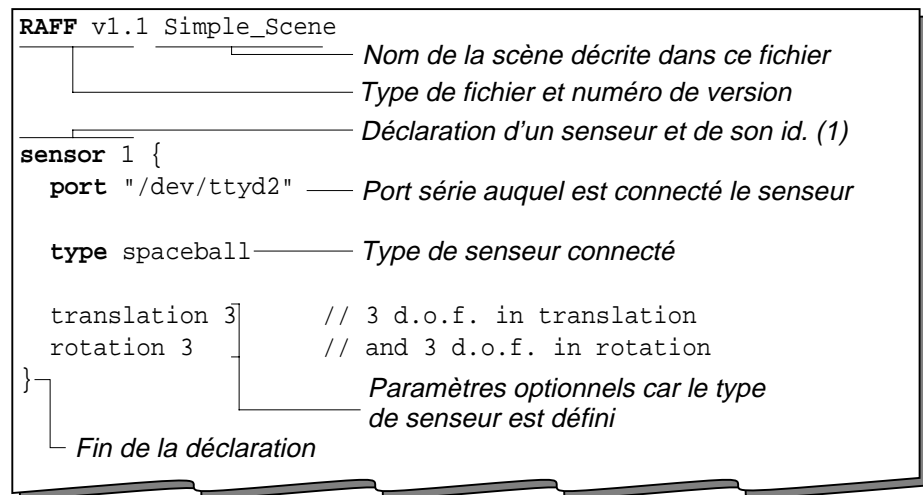 RAFF v1.1 Simple_Scene
Nom de la scène décrite dans ce fichier
Type de fichier et numéro de version
Déclaration d'un senseur et de son id. (1)
sensor 1 {
port "/dev/ttyd2"
Port série auquel est connecté le senseur
type spaceball
Type de senseur connecté
translation 3 // 3 d.o.f. in translation
rotation 3 // and 3 d.o.f. in rotation
}
Paramètres optionnels car le type
de senseur est défini
Fin de la déclaration